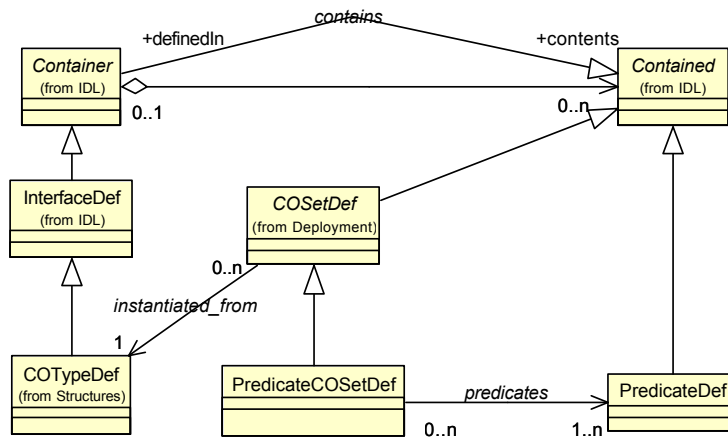 contains
+definedIn
+contents
Container
(from IDL)
Contained
(from IDL)
0..1
0..n
InterfaceDef
(from IDL)
COSetDef
(from Deployment)
0..n
instantiated_from
1
COTypeDef
(from Structures)
PredicateCOSetDef
predicates
PredicateDef
0..n
1..n